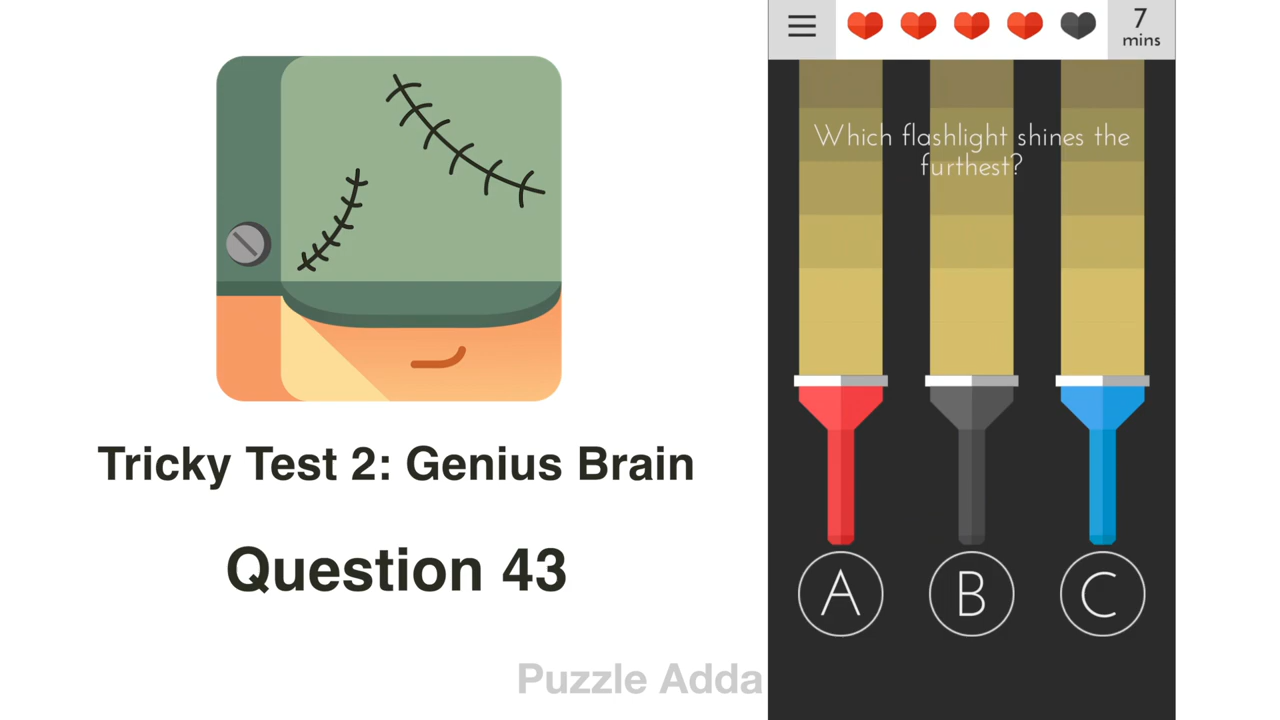 Tricky Test 2: Genius Brain
Question 43
Puzzle Adda
7
mins
Which flashlight shines the
furthest?
A
B
C